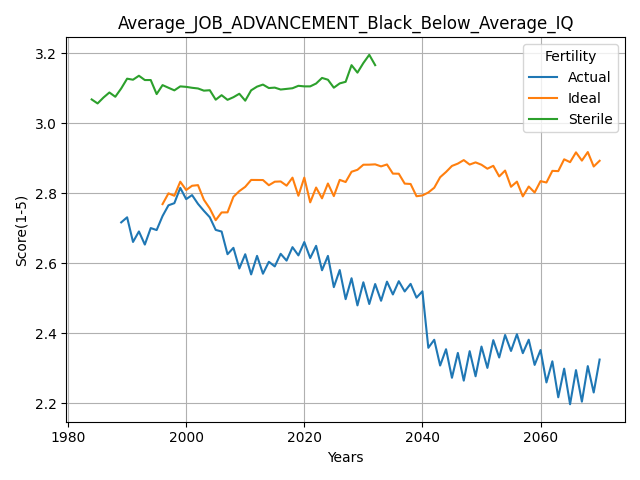 Average_JOB_ADVANCEMENT_Black_Below_Average_IQ
Score(1-5)
3.2
3.0
2.8
2.6
2.4
2.2
Fertility
Actual
Ideal
Sterile
1980
2000
2020
2040
2060
Years